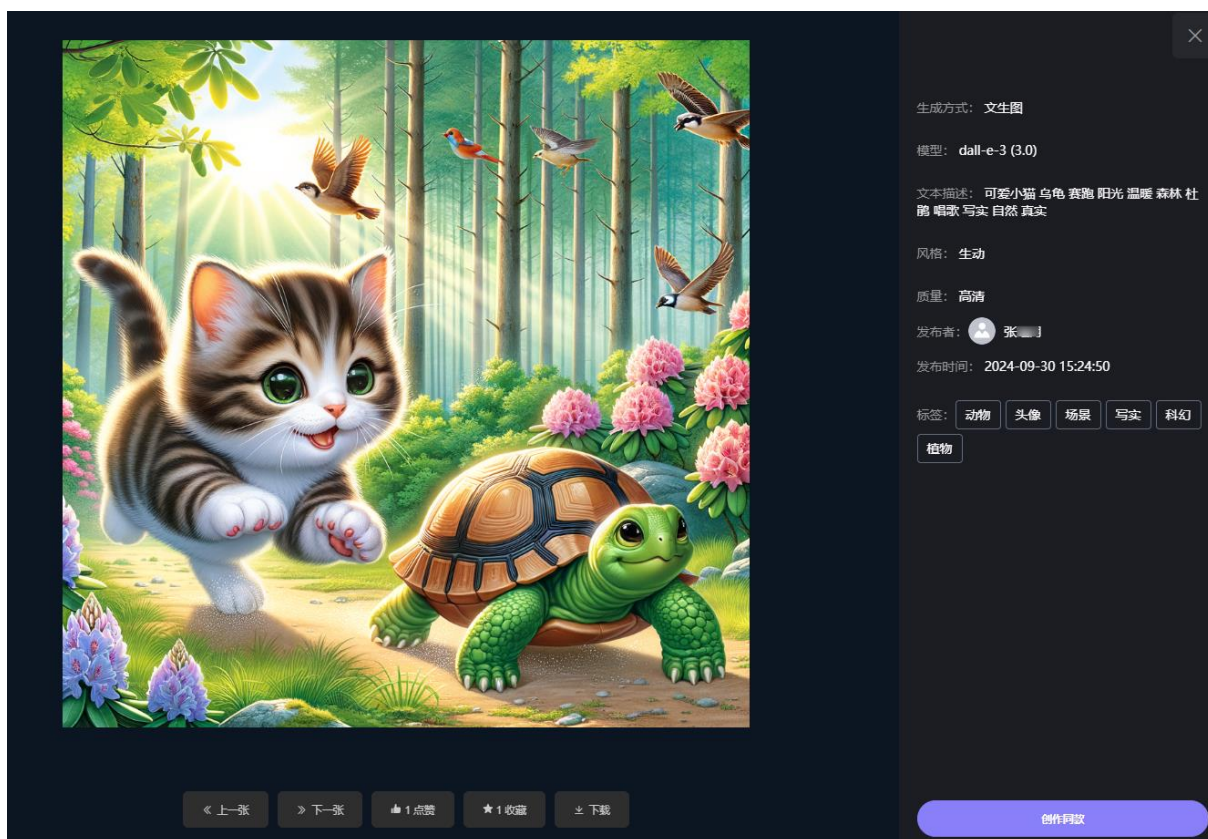 生成方式： 文生图
模型： dall-e-3 (3.0)
文本描述： 可爱小猫 乌龟 赛跑 阳光 温暖 森林 杜
鹃 唱歌 写实 自然 真实
风格： 生动
质量： 高清
发布者： 张
发布时间： 2024-09-30 15:24:50
标签： 动物 头像 场景 写实 科幻
植物
上一张 下一张 1 点赞 1 收藏 下载
创作同款